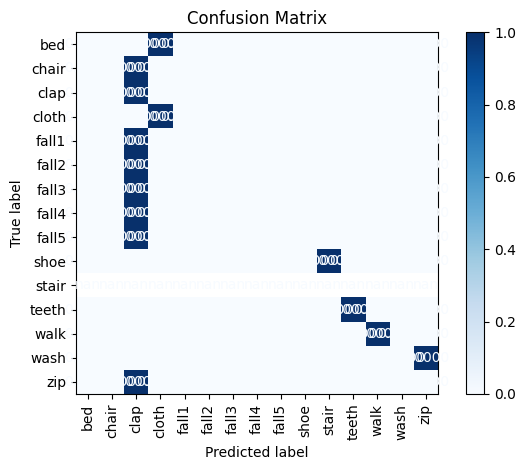 Confusion Matrix
bed
chair
clap
cloth
fall1
fall2
fall3
fall4
fall5
shoe
stair
teeth
walk
wash
zip
True label
bed chair clap cloth fall1 fall2 fall3 fall4 fall5 shoe stair teeth walk wash zip
Predicted label
1.0
0.8
0.6
0.4
0.2
0.0